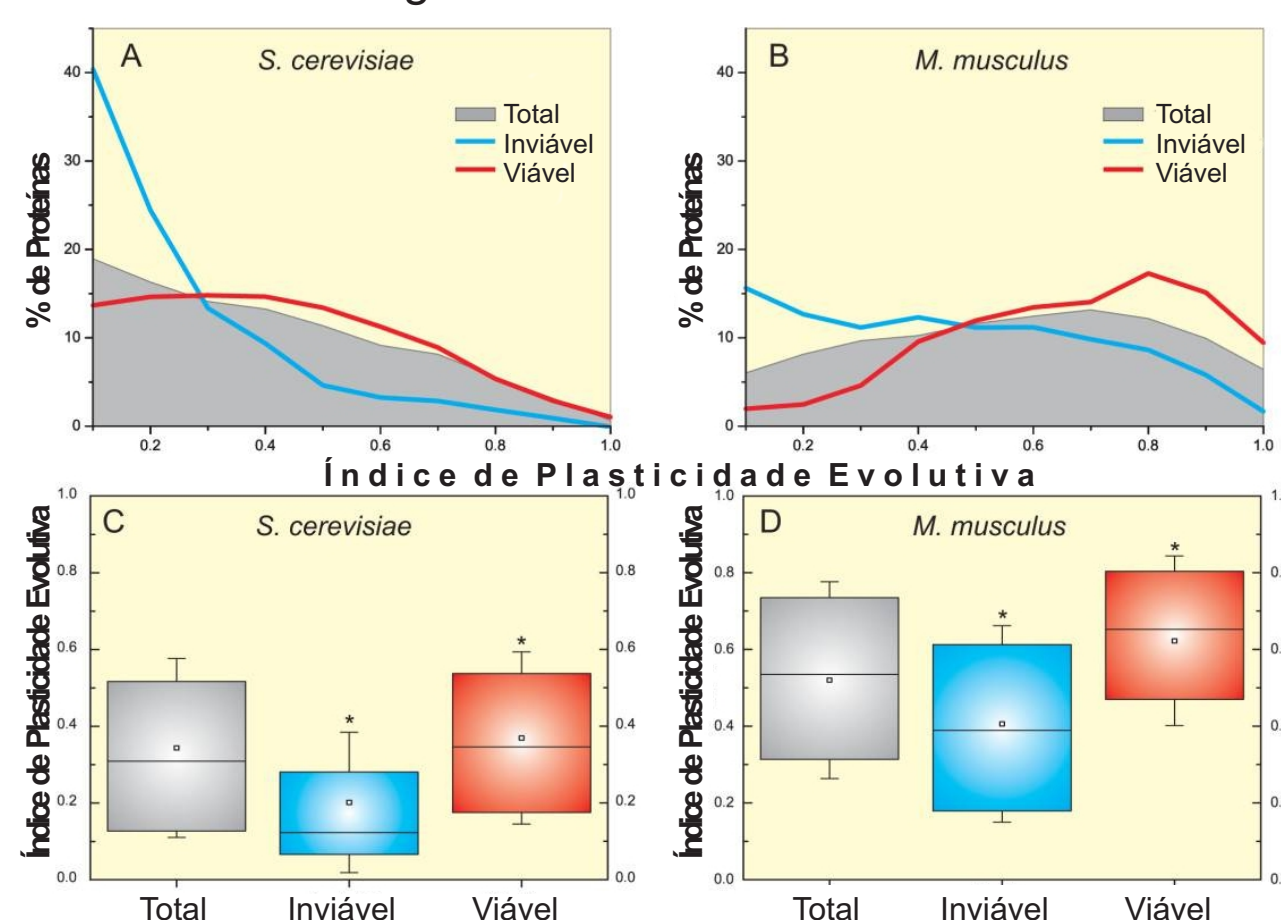 A
S. cerevisiae
Total
Inviável
Viável
% de Proteínas
40
30
20
10
0
0.2
0.4
0.6
0.8
1.0
B
M. musculus
Total
Inviável
Viável
% de Proteínas
40
30
20
10
0
0.2
0.4
0.6
0.8
1.0
Índice de Plasticidade Evolutiva
C
S. cerevisiae
*
*
Índice de Plasticidade Evolutiva
1.0
0.8
0.6
0.4
0.2
0.0
1.0
0.8
0.6
0.4
0.2
0.0
Total Inviável Viável
D
M. musculus
*
*
Índice de Plasticidade Evolutiva
1.0
0.8
0.6
0.4
0.2
0.0
Total Inviável Viável